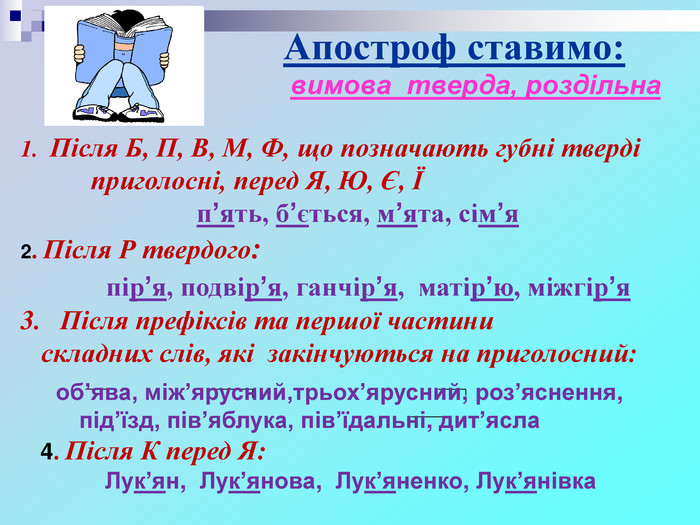 Апостроф ставимо:
вимова тверда, роздільна
1. Після Б, П, В, М, Ф, що позначають губні тверді
приголосні, перед Я, Ю, Є, Ї
п’ять, б’ється, м’ята, сім’я
2. Після Р твердого:
пір’я, подвір’я, ганчір’я, матір’ю, міжгір’я
3. Після префіксів та першої частини
складних слів, які закінчуються на приголосний:
об’ява, між’ярусний,трьох’ярусний, роз’яснення,
під’їзд, пів’яблука, пів’їдальні, дит’ясла
4. Після К перед Я:
Лук’ян, Лук’янова, Лук’яненко, Лук’янівка